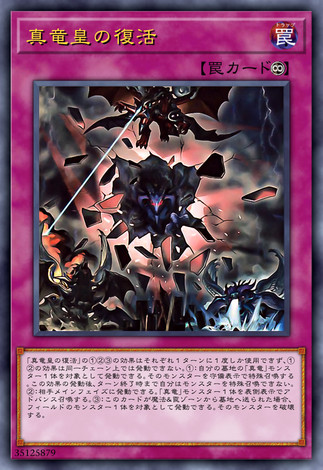 真竜皇の復活
罠
トラップ
【罠カード】
「真竜皇の復活」の①②③の効果はそれぞれ1ターンに1度しか使用できず、①
②の効果は同一チェーン上では発動できない。①:自分の墓地の「真竜」モンス
ター1体を対象として発動できる。そのモンスターを守備表示で特殊召喚する
。この効果の発動後、ターン終了時まで自分はモンスターを特殊召喚できない。
②:相手メインフェイズに発動できる。「真竜」モンスター1体を表側表示でア
ドバンス召喚する。③:このカードが魔法&罠ゾーンから墓地へ送られた場合、
フィールドのモンスター1体を対象として発動できる。そのモンスターを破壊
する。
35125879